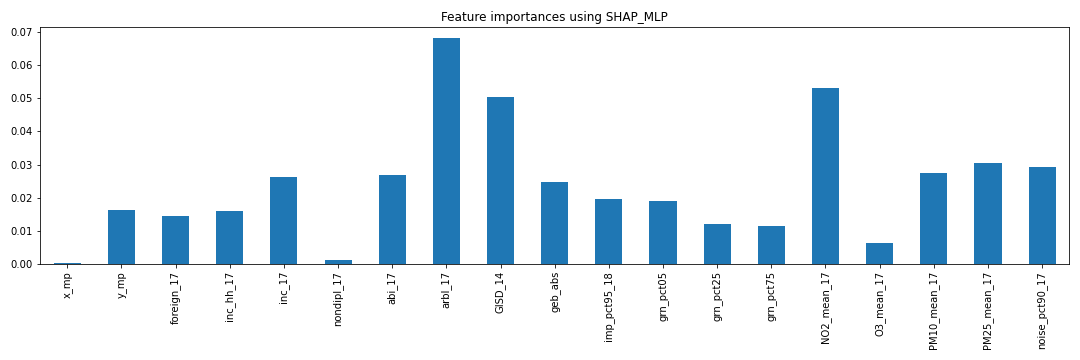 Feature importances using SHAP_MLP
0.07
0.06
0.05
0.04
0.03
0.02
0.01
0.00
x_mp
y_mp
foreign_17
inc_hh_17
inc_17
nondipl_17
abi_17
arbl_17
GISD_14
geb_abs
imp_pct95_18
grn_pct05
grn_pct25
grn_pct75
NO2_mean_17
O3_mean_17
PM10_mean_17
PM25_mean_17
noise_pct90_17